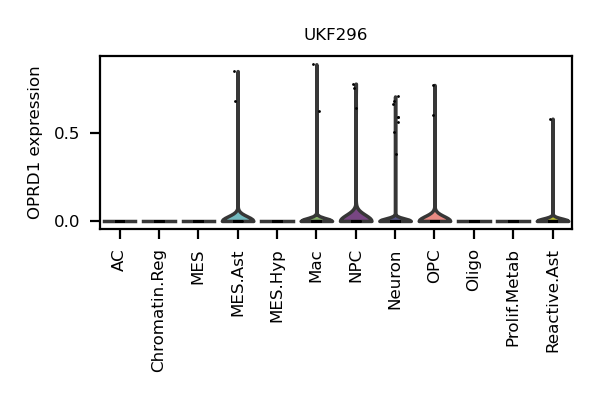 UKF296
OPRD1 expression
0.5
0.0
AC
Chromatin.Reg
MES
MES.Ast
MES.Hyp
Mac
NPC
Neuron
OPC
Oligo
Prolif.Metab
Reactive.Ast